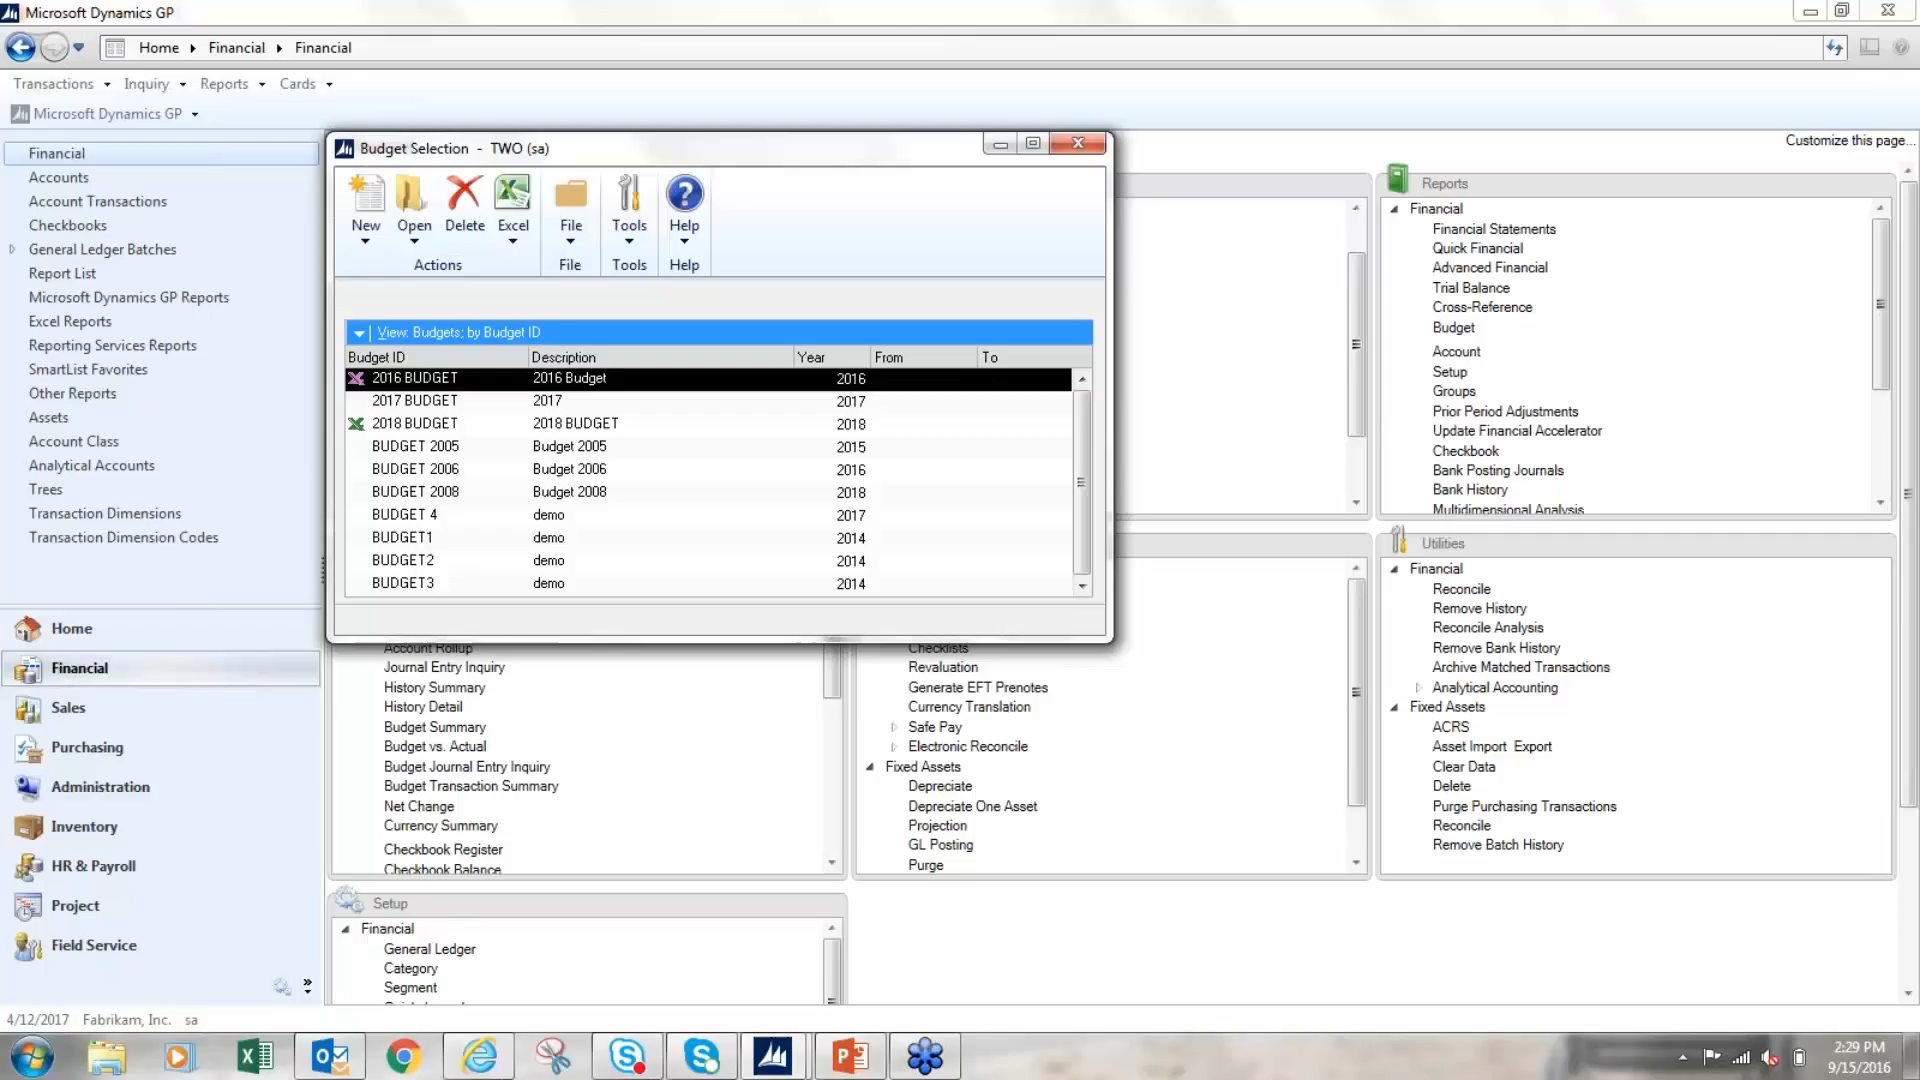 Microsoft Dynamics GP
Home Financial Financial
Transactions Inquiry Reports Cards
Microsoft Dynamics GP
Customize this page...
Financial
Accounts
Account Transactions
Checkbooks
General Ledger Batches
Report List
Microsoft Dynamics GP Reports
Excel Reports
Reporting Services Reports
SmartList Favorites
Other Reports
Assets
Account Class
Analytical Accounts
Trees
Transaction Dimensions
Transaction Dimension Codes
Home
Financial
Sales
Purchasing
Administration
Inventory
HR & Payroll
Project
Field Service
Budget Selection - TWO (sa)
New Open Delete Excel File Tools Help
Actions File Tools Help
View: Budgets; by Budget ID
Budget ID Description Year From To
2016 BUDGET 2016 Budget 2016
2017 BUDGET 2017 2017
2018 BUDGET 2018 BUDGET 2018
BUDGET 2005 Budget 2005 2015
BUDGET 2006 Budget 2006 2016
BUDGET 2008 Budget 2008 2018
BUDGET 4 demo 2017
BUDGET1 demo 2014
BUDGET2 demo 2014
BUDGET3 demo 2014
Account Rollup
Journal Entry Inquiry
History Summary
History Detail
Budget Summary
Budget vs. Actual
Budget Journal Entry Inquiry
Budget Transaction Summary
Net Change
Currency Summary
Checkbook Register
Checkbook Balance
Checklists
Revaluation
Generate EFT Prenotes
Currency Translation
Safe Pay
Electronic Reconcile
Fixed Assets
Depreciate
Depreciate One Asset
Projection
GL Posting
Purge
Reports
Financial
Financial Statements
Quick Financial
Advanced Financial
Trial Balance
Cross-Reference
Budget
Account
Setup
Groups
Prior Period Adjustments
Update Financial Accelerator
Checkbook
Bank Posting Journals
Bank History
Multidimensional Analysis
Utilities
Financial
Reconcile
Remove History
Reconcile Analysis
Remove Bank History
Archive Matched Transactions
Analytical Accounting
Fixed Assets
ACRS
Asset Import Export
Clear Data
Delete
Purge Purchasing Transactions
Reconcile
Remove Batch History
Setup
Financial
General Ledger
Category
Segment
4/12/2017 Fabrikam, Inc. sa
2:29 PM
9/15/2016